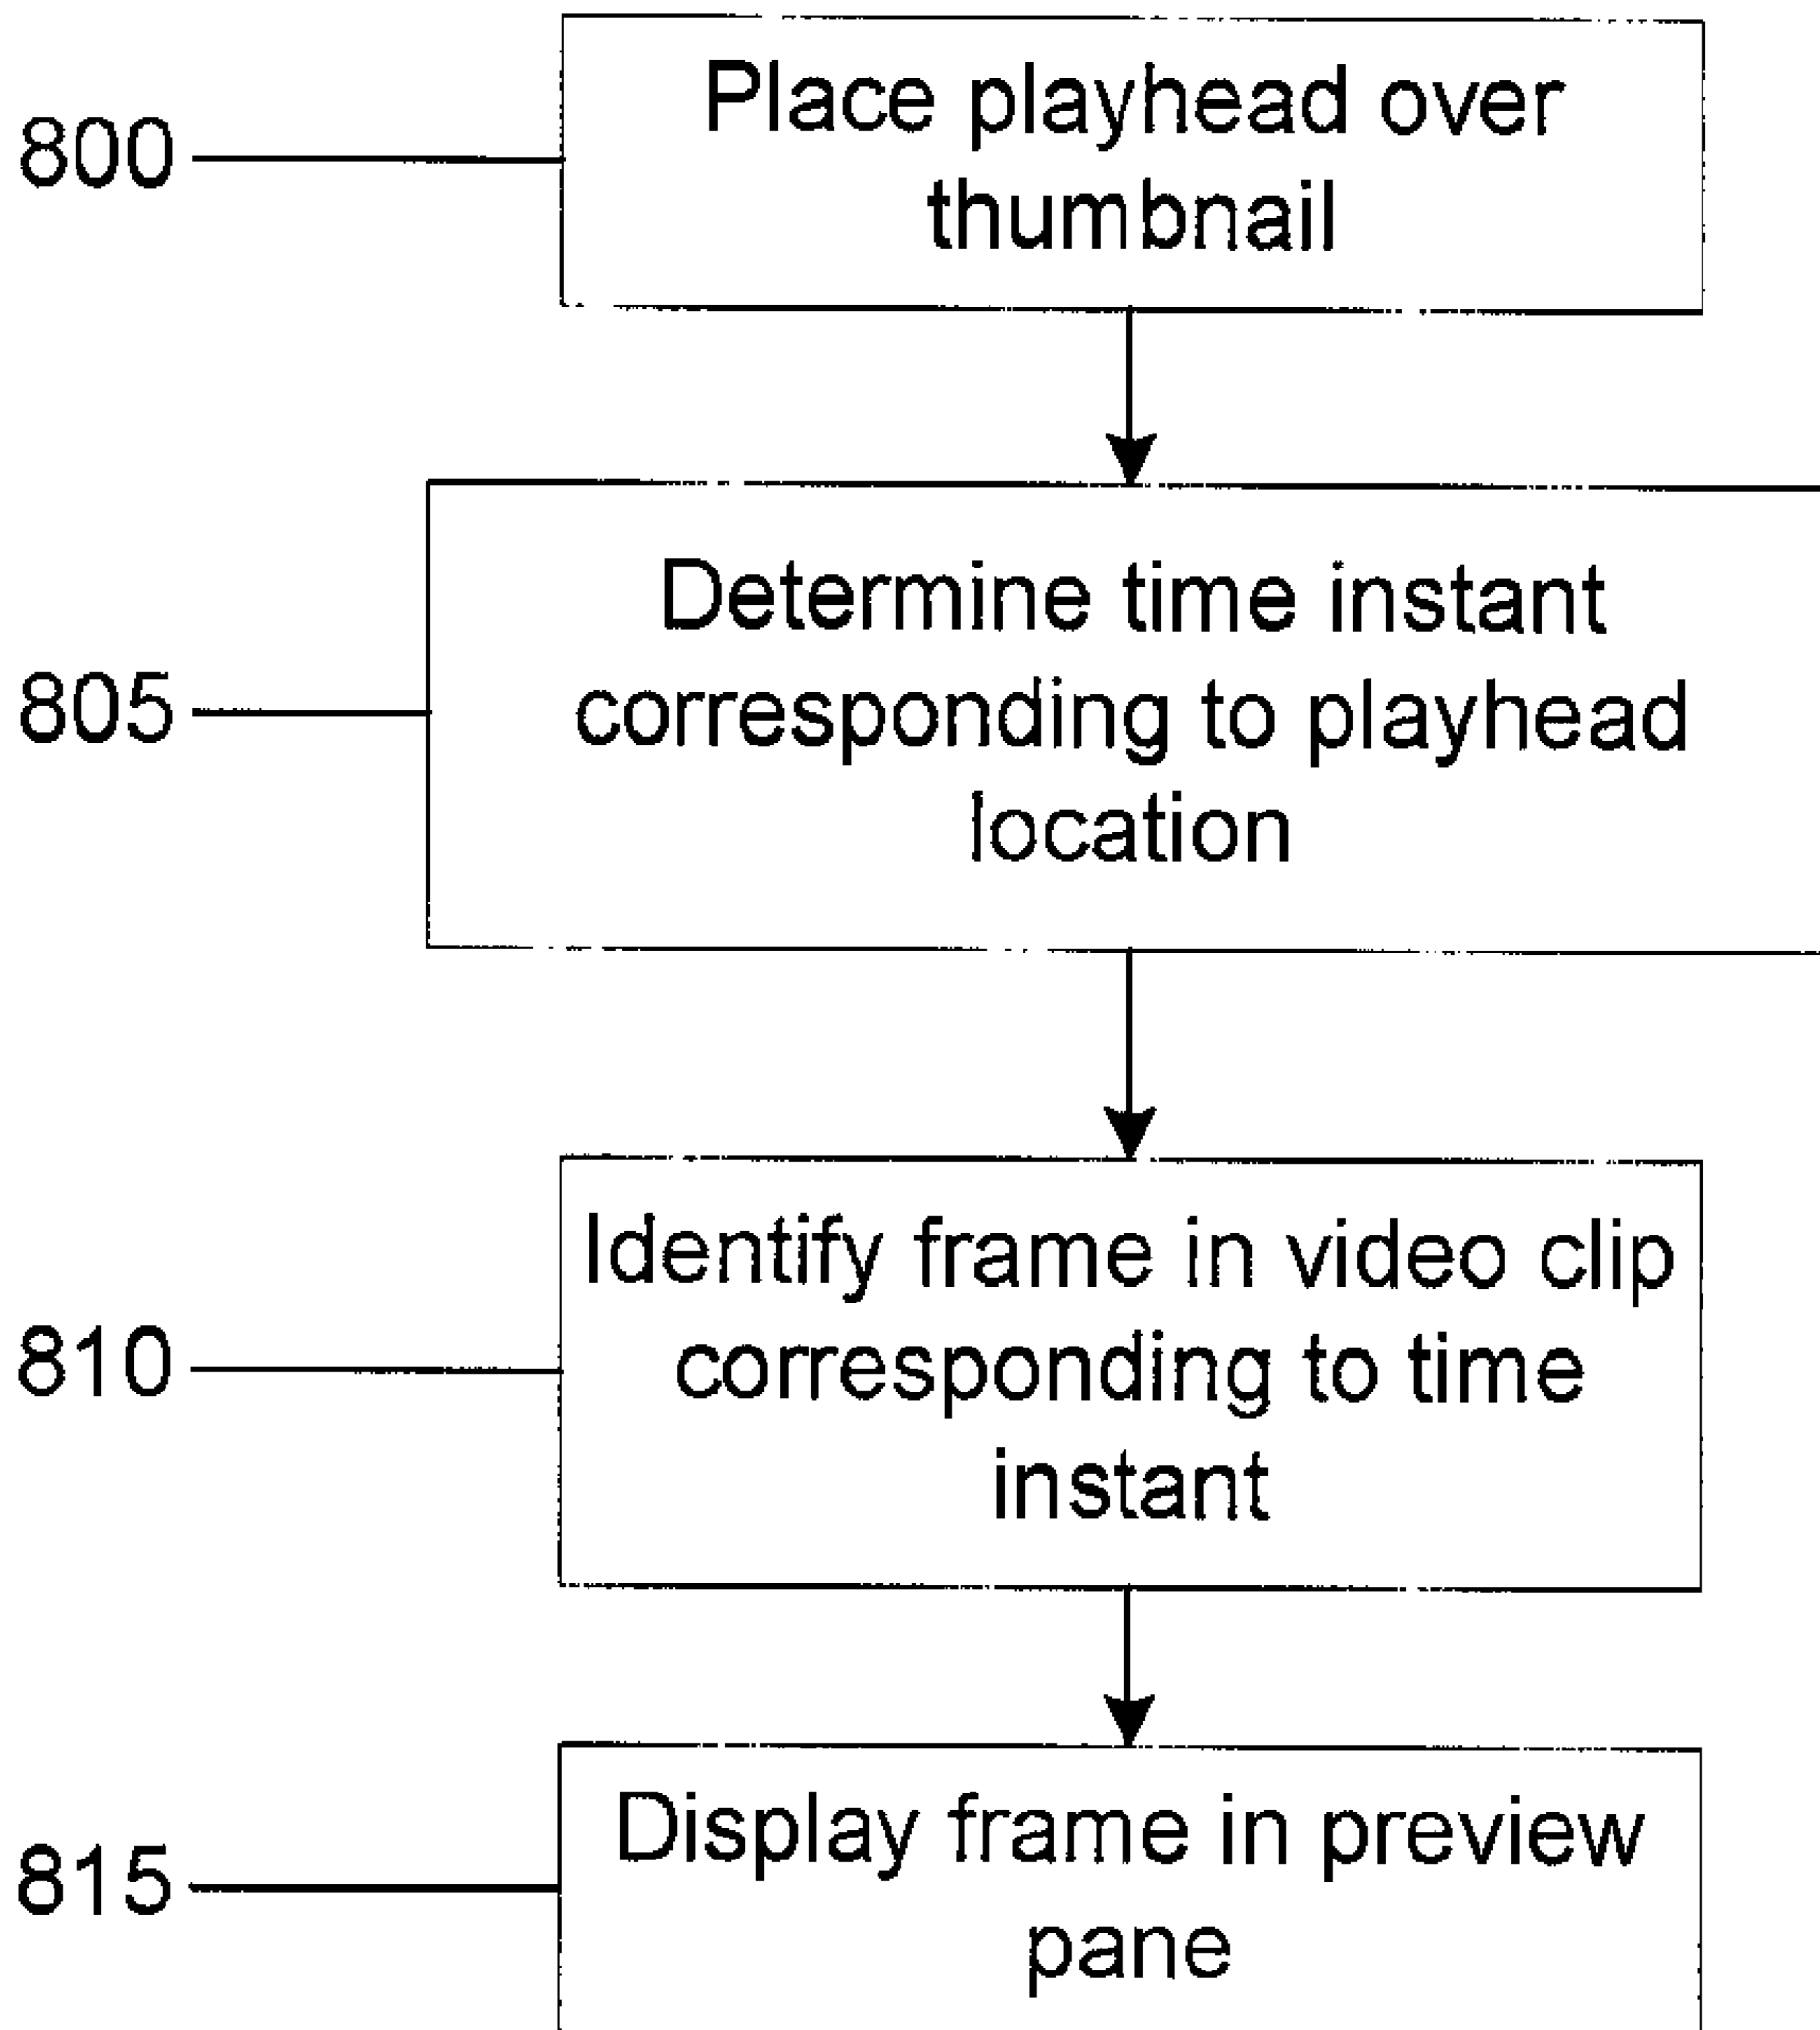 800
Place playhead over
thumbnail
805
Determine time instant
corresponding to playhead
location
810
Identify frame in video clip
corresponding to time
instant
815
Display frame in preview
pane